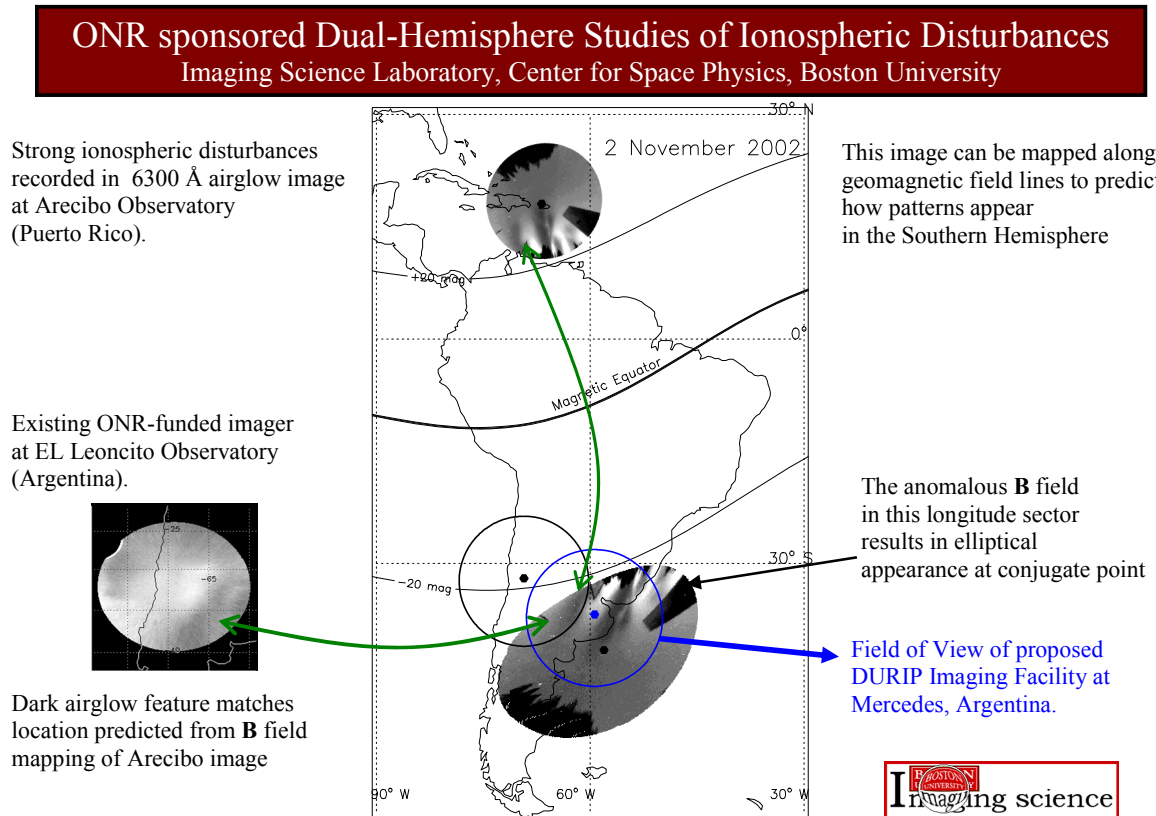 ONR sponsored Dual-Hemisphere Studies of Ionospheric Disturbances
Imaging Science Laboratory, Center for Space Physics, Boston University
Strong ionospheric disturbances
recorded in 6300 Å airglow image
at Arecibo Observatory
(Puerto Rico).
30° N
2 November 2002
This image can be mapped along
geomagnetic field lines to predict
how patterns appear
in the Southern Hemisphere
+20 mag
0°
Magnetic Equator
Existing ONR-funded imager
at EL Leoncito Observatory
(Argentina).
-25
-65
-40
The anomalous B field
in this longitude sector
results in elliptical
appearance at conjugate point
30° S
-20 mag
Field of View of proposed
DURIP Imaging Facility at
Mercedes, Argentina.
Dark airglow feature matches
location predicted from B field
mapping of Arecibo image
90° W
60° W
30° W
BOSTON
UNIVERSITY
Imaging science